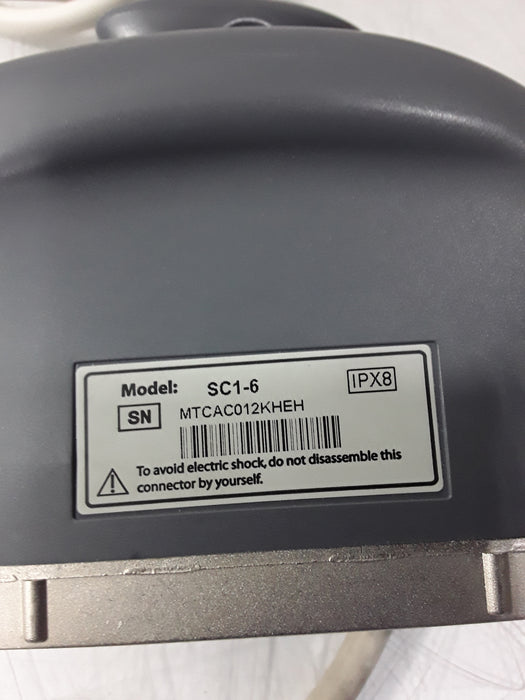 Model: SC1-6 IPX8
SN MTCAC012KHEH
To avoid electric shock, do not disassemble this
connector by yourself.